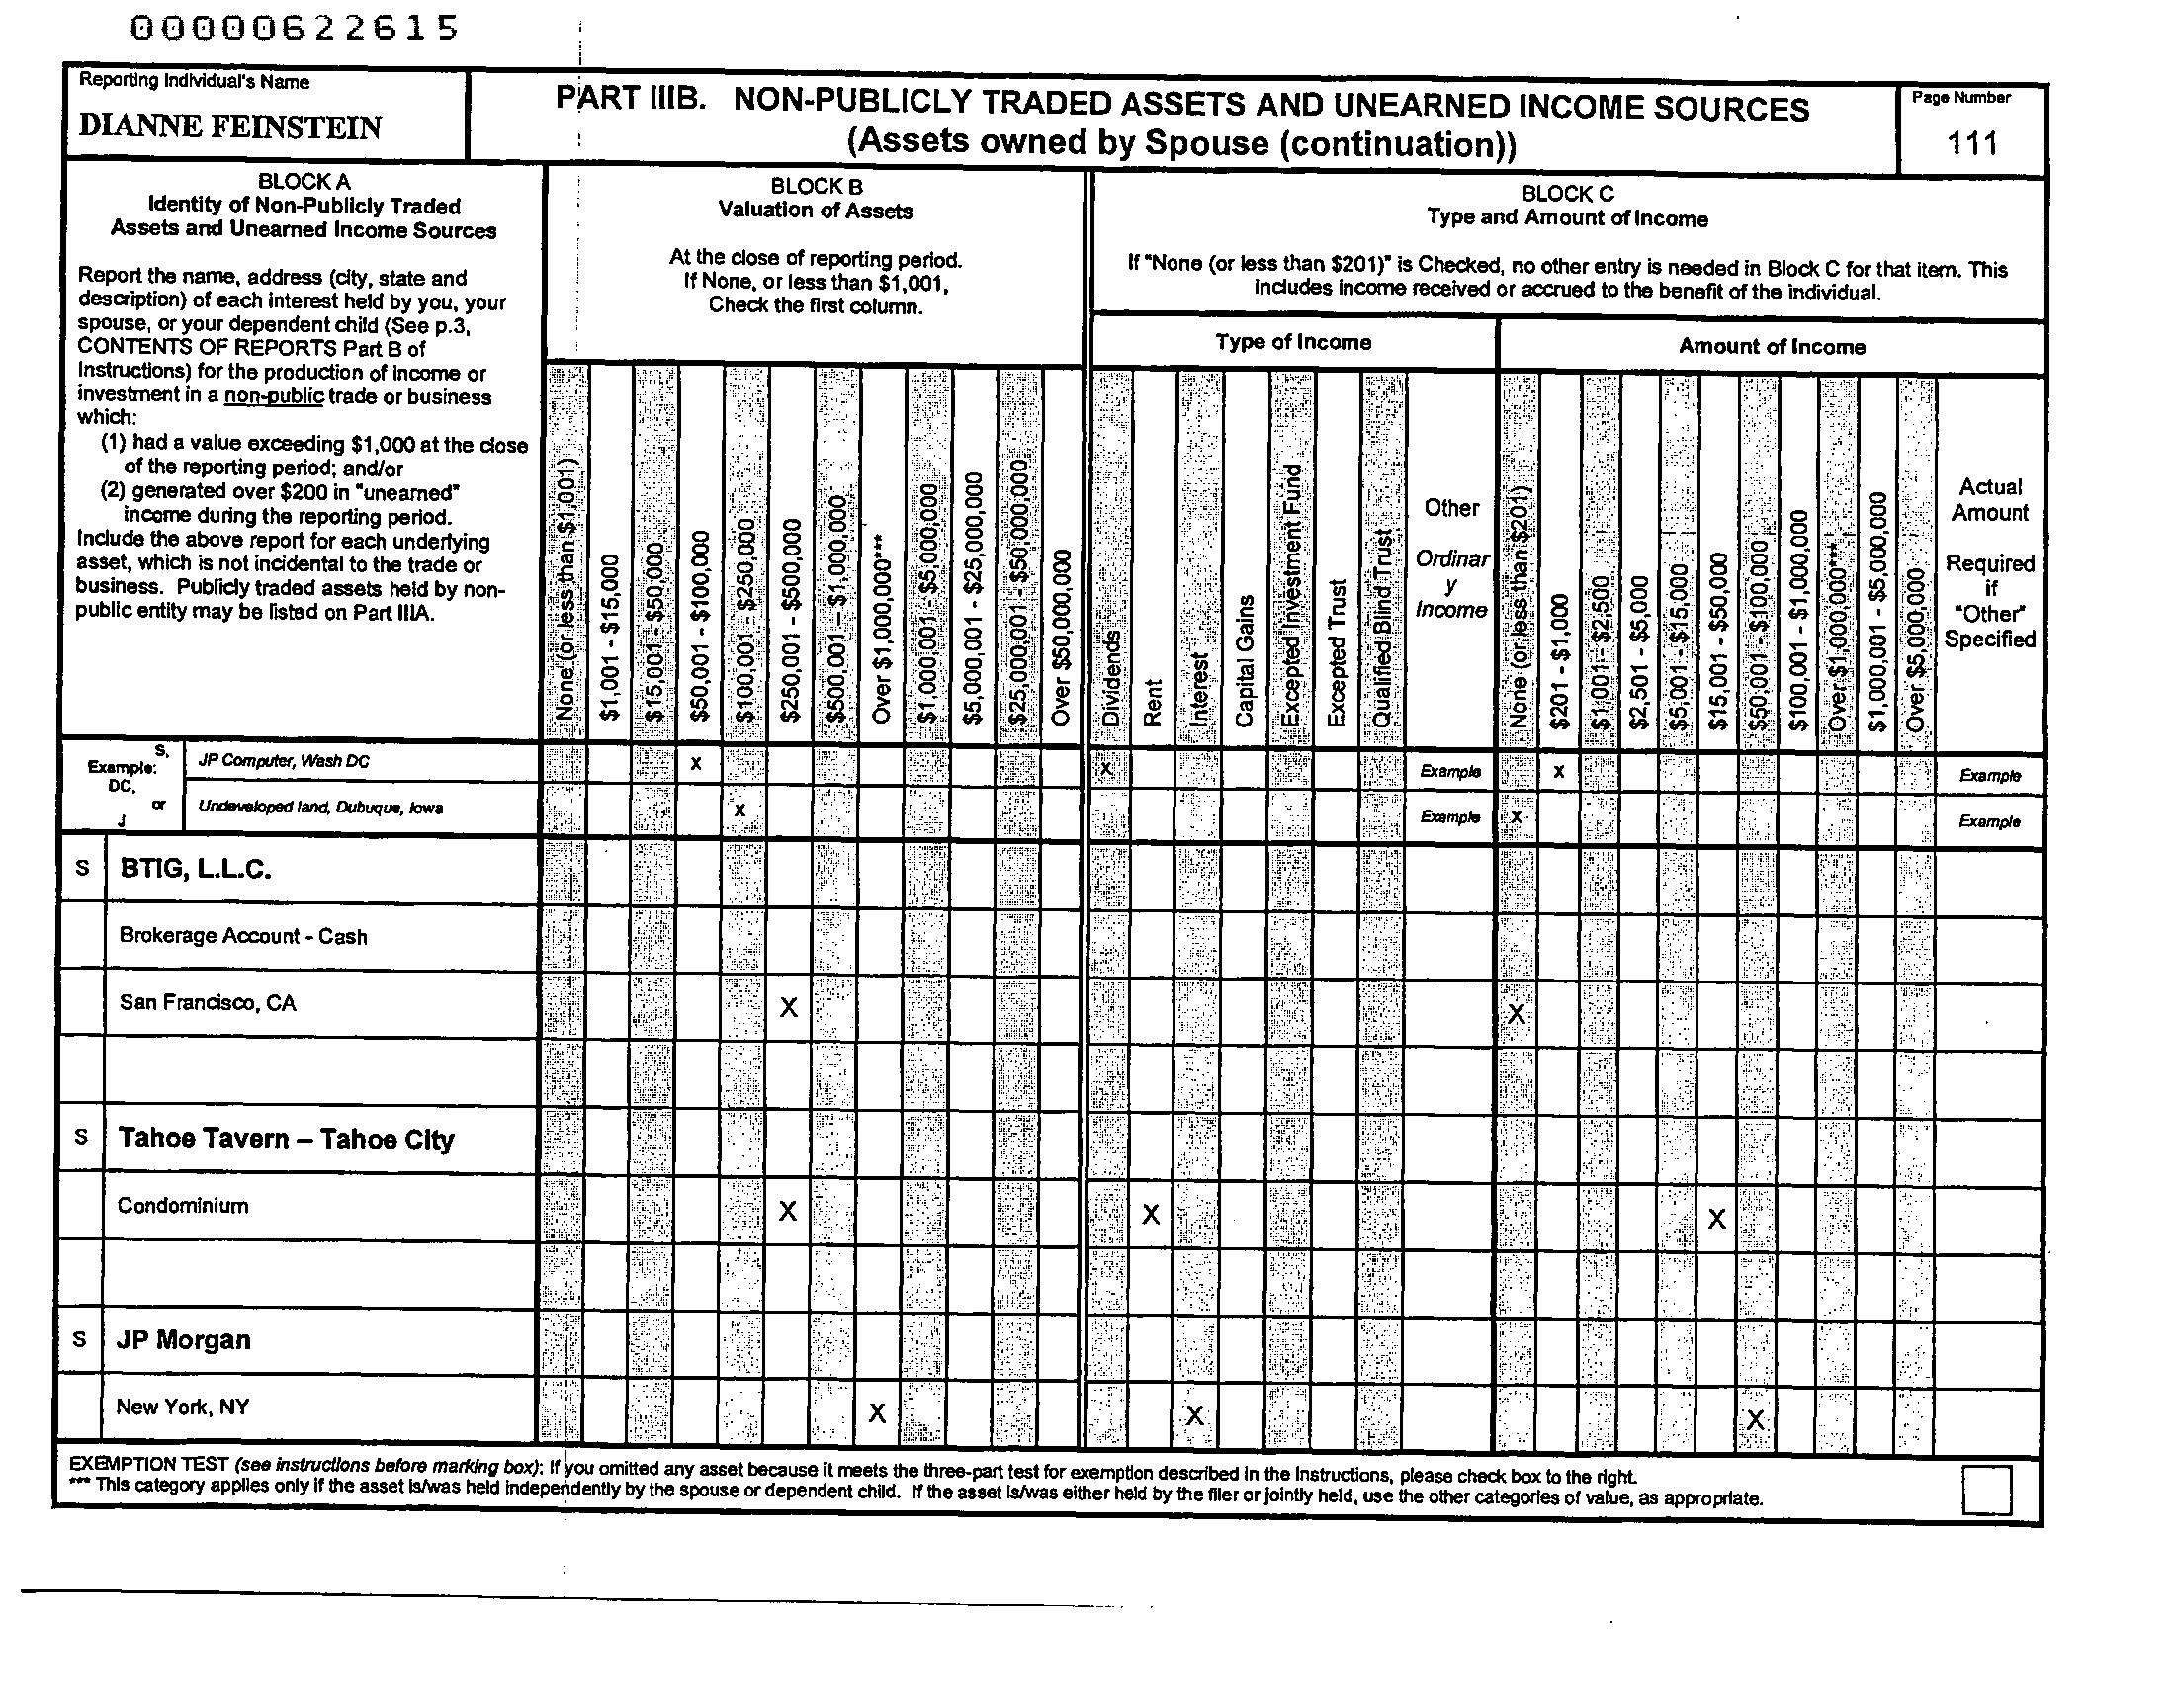 00000622615
Reporting Individual's Name
DIANNE FEINSTEIN
PART IIIB. NON-PUBLICLY TRADED ASSETS AND UNEARNED INCOME SOURCES
(Assets owned by Spouse (continuation))
Page Number
111
BLOCK A
Identity of Non-Publicly Traded
Assets and Unearned Income Sources
Report the name, address (city, state and
description) of each interest held by you, your
spouse, or your dependent child (See p.3,
CONTENTS OF REPORTS Part B of
Instructions) for the production of income or
investment in a non-public trade or business
which:
(1) had a value exceeding $1,000 at the close
of the reporting period; and/or
(2) generated over $200 in "unearned"
income during the reporting period.
Include the above report for each underlying
asset, which is not incidental to the trade or
business. Publicly traded assets held by non-
public entity may be listed on Part IIIA.
BLOCK B
Valuation of Assets
At the close of reporting period.
If None, or less than $1,001,
Check the first column.
BLOCK C
Type and Amount of Income
If "None (or less than $201)" is Checked, no other entry is needed in Block C for that item. This
includes income received or accrued to the benefit of the individual.
Type of Income
Amount of Income
None (or less than $1,001)
$1,001 - $15,000
$15,001 - $50,000
$50,001 - $100,000
$100,001 - $250,000
$250,001 - $500,000
$500,001 - $1,000,000
Over $1,000,000***
$1,000,001 - $5,000,000
$5,000,001 - $25,000,000
$25,000,001 - $50,000,000
Over $50,000,000
Dividends
Rent
Interest
Capital Gains
Excepted Investment Fund
Excepted Trust
Qualified Blind Trust
Other
Ordinar
y
Income
None (or less than $201)
$201 - $1,000
$1,001 - $2,500
$2,501 - $5,000
$5,001 - $15,000
$15,001 - $50,000
$50,001 - $100,000
$100,001 - $1,000,000
Over $1,000,000***
$1,000,001 - $5,000,000
Over $5,000,000
Actual
Amount
Required
if
"Other"
Specified
Example: S,
DC,
or
J
JP Computer, Wash DC X X Example X Example
Undeveloped land, Dubuque, Iowa X Example X Example
S BTIG, L.L.C.
Brokerage Account - Cash
San Francisco, CA X X
S Tahoe Tavern – Tahoe City
Condominium X X X
S JP Morgan
New York, NY X X X
EXEMPTION TEST (see instructions before marking box): If you omitted any asset because it meets the three-part test for exemption described in the instructions, please check box to the right.
*** This category applies only if the asset is/was held independently by the spouse or dependent child. If the asset is/was either held by the filer or jointly held, use the other categories of value, as appropriate.